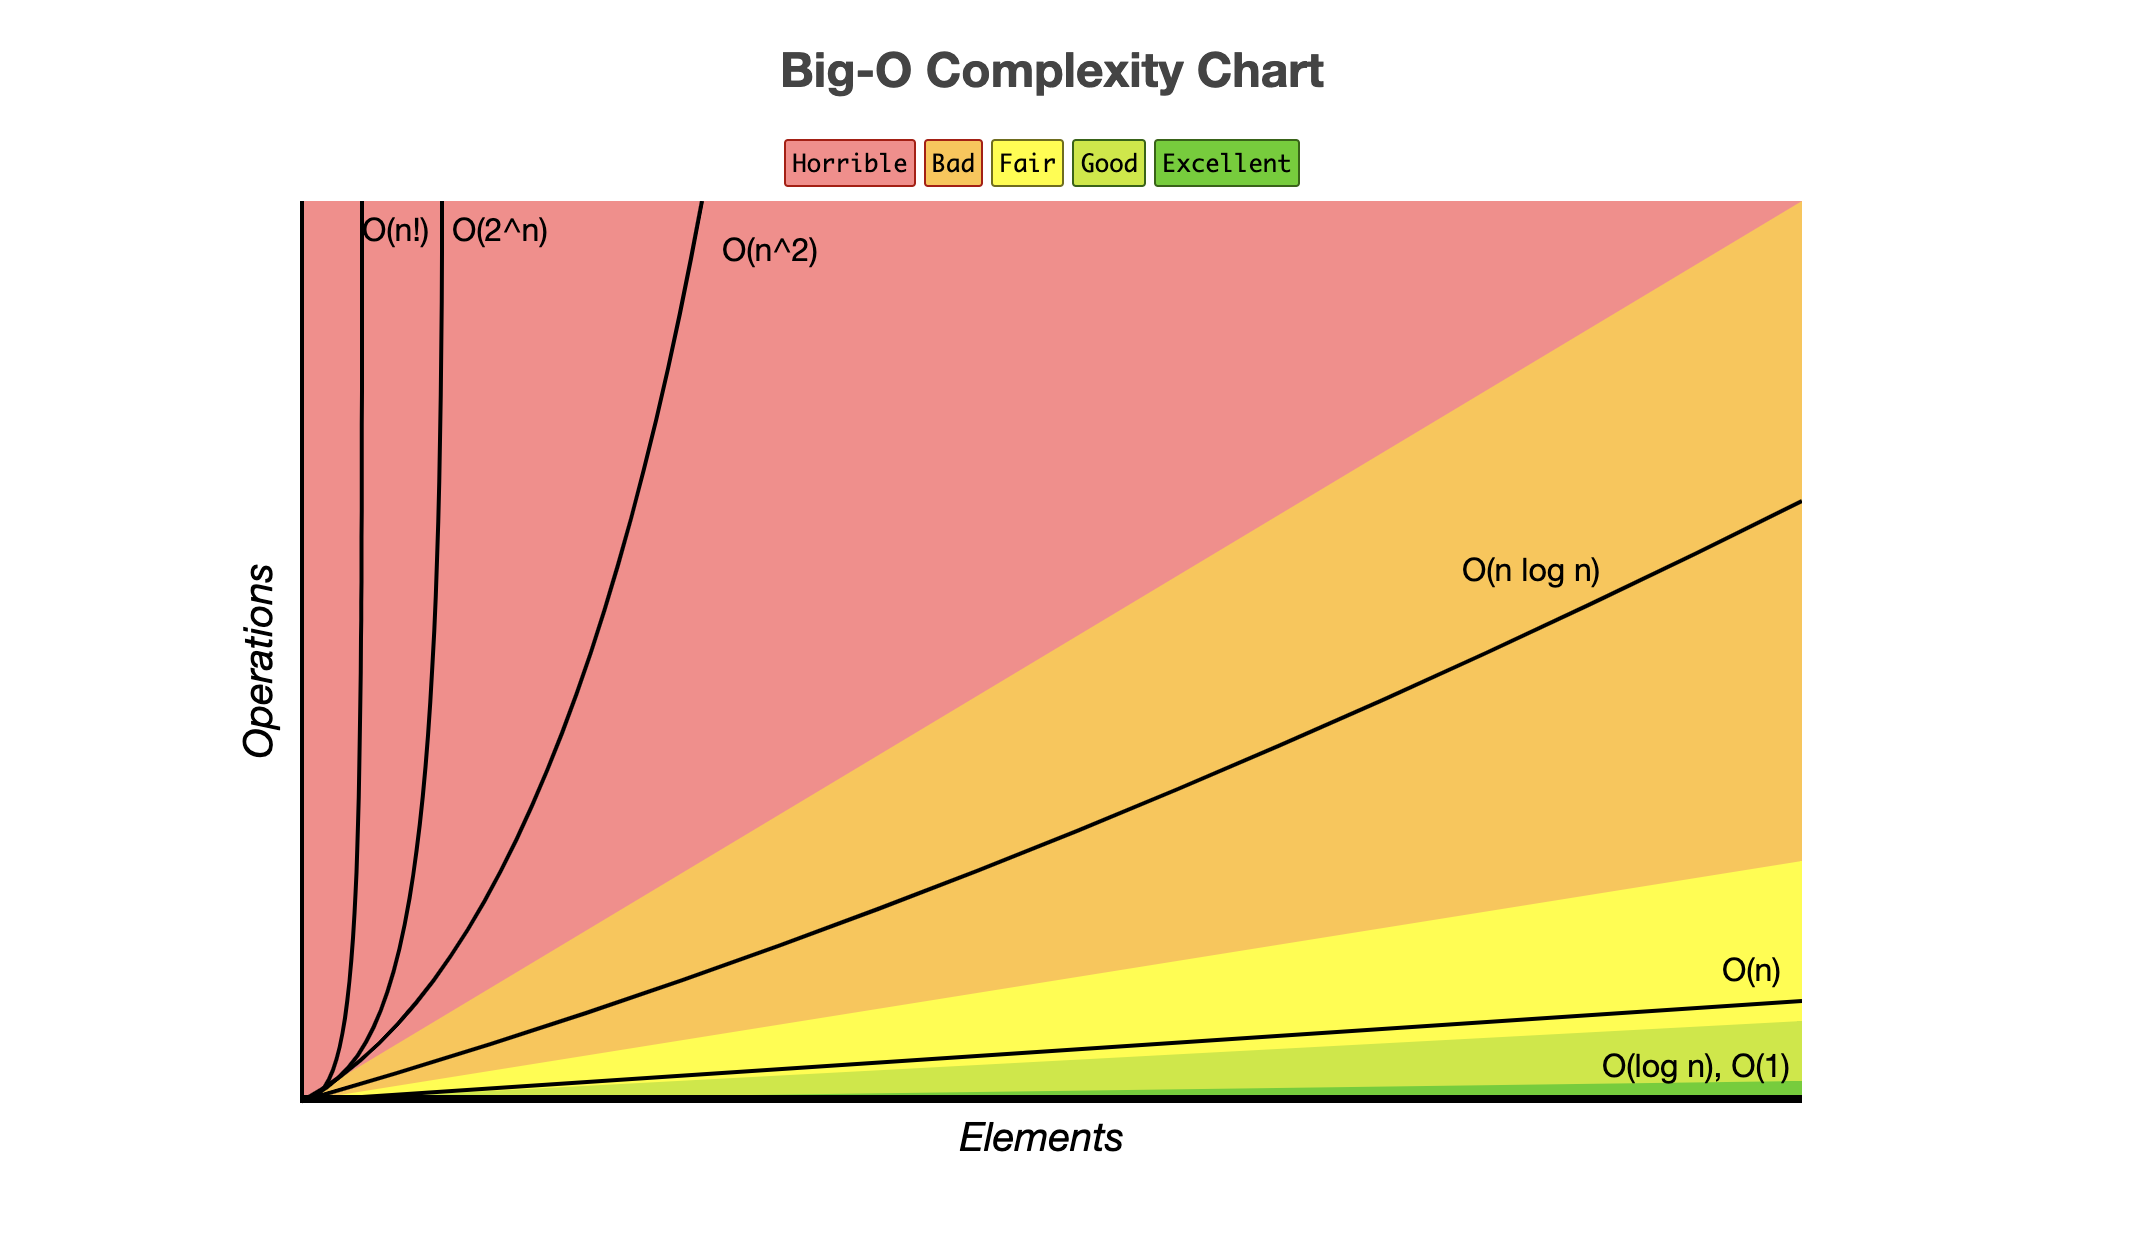 Big-O Complexity Chart
Horrible Bad Fair Good Excellent
O(n!) O(2^n)
O(n^2)
O(n log n)
Operations
O(n)
O(log n), O(1)
Elements